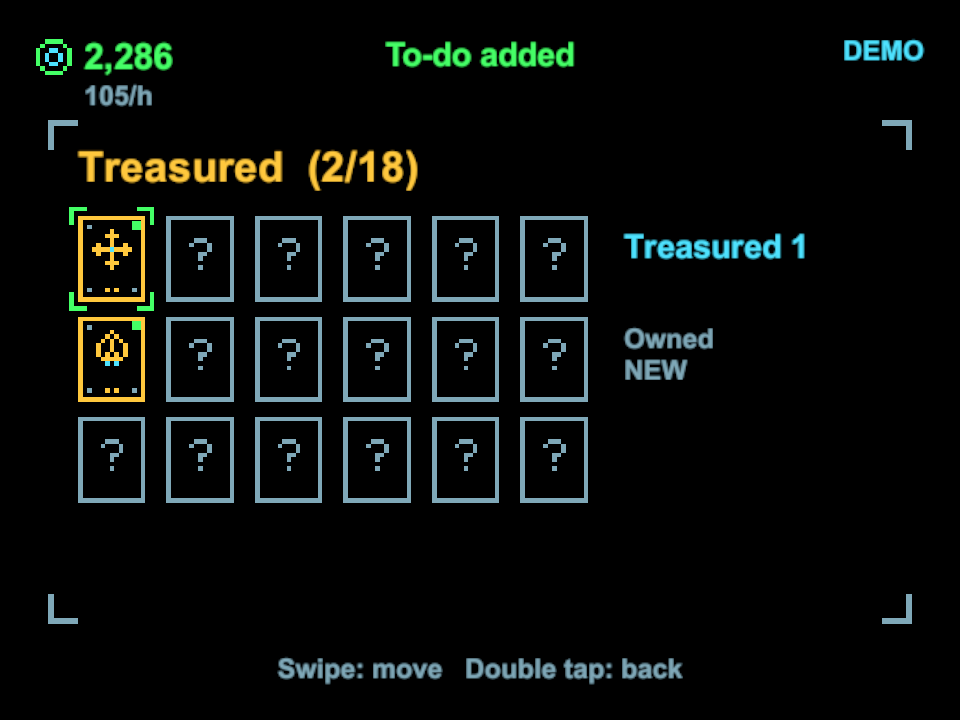 2,286
To-do added
DEMO
105/h
Treasured (2/18)
? ? ? ? ?
Treasured 1
? ? ? ? ?
Owned
NEW
? ? ? ? ? ?
Swipe: move Double tap: back